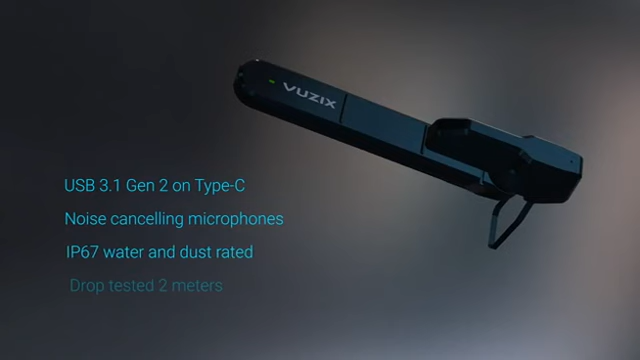 VUZIX
USB 3.1 Gen 2 on Type-C
Noise cancelling microphones
IP67 water and dust rated
Drop tested 2 meters